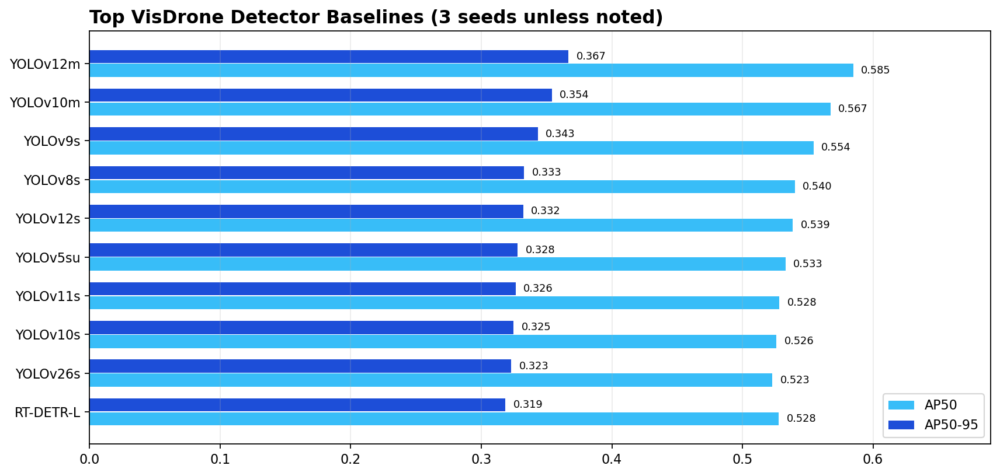 Top VisDrone Detector Baselines (3 seeds unless noted)
YOLOv12m
0.367
0.585
YOLOv10m
0.354
0.567
YOLOv9s
0.343
0.554
YOLOv8s
0.333
0.540
YOLOv12s
0.332
0.539
YOLOv5su
0.328
0.533
YOLOv11s
0.326
0.528
YOLOv10s
0.325
0.526
YOLOv26s
0.323
0.523
RT-DETR-L
0.319
0.528
AP50
AP50-95
0.0 0.1 0.2 0.3 0.4 0.5 0.6